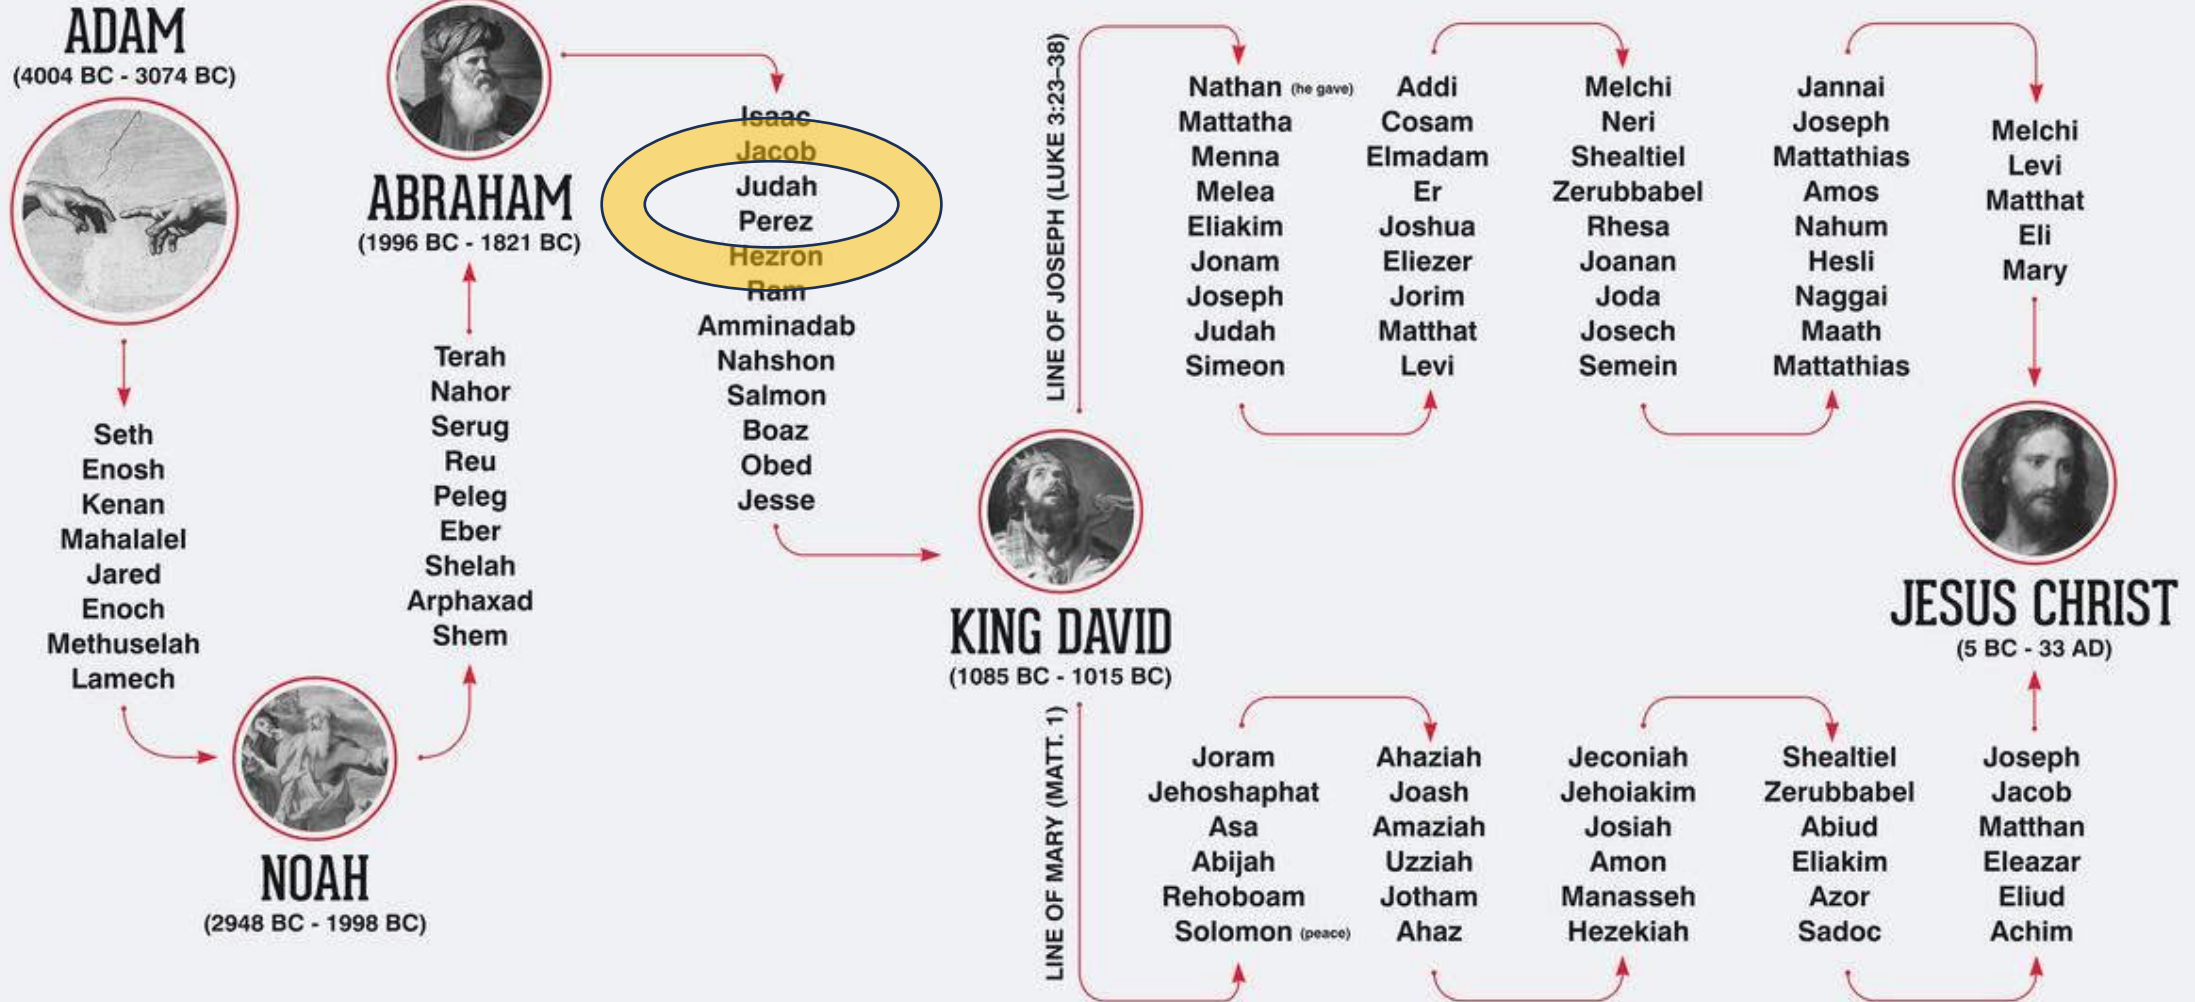 ADAM
(4004 BC - 3074 BC)
Seth
Enosh
Kenan
Mahalalel
Jared
Enoch
Methuselah
Lamech
NOAH
(2948 BC - 1998 BC)
Terah
Nahor
Serug
Reu
Peleg
Eber
Shelah
Arphaxad
Shem
ABRAHAM
(1996 BC - 1821 BC)
Isaac
Jacob
Judah
Perez
Hezron
Ram
Amminadab
Nahshon
Salmon
Boaz
Obed
Jesse
KING DAVID
(1085 BC - 1015 BC)
LINE OF JOSEPH (LUKE 3:23–38)
Nathan (he gave)
Mattatha
Menna
Melea
Eliakim
Jonam
Joseph
Judah
Simeon
Addi
Cosam
Elmadam
Er
Joshua
Eliezer
Jorim
Matthat
Levi
Melchi
Neri
Shealtiel
Zerubbabel
Rhesa
Joanan
Joda
Josech
Semein
Jannai
Joseph
Mattathias
Amos
Nahum
Hesli
Naggai
Maath
Mattathias
Melchi
Levi
Matthat
Eli
Mary
LINE OF MARY (MATT. 1)
Joram
Jehoshaphat
Asa
Abijah
Rehoboam
Solomon (peace)
Ahaziah
Joash
Amaziah
Uzziah
Jotham
Ahaz
Jeconiah
Jehoiakim
Josiah
Amon
Manasseh
Hezekiah
Shealtiel
Zerubbabel
Abiud
Eliakim
Azor
Sadoc
Joseph
Jacob
Matthan
Eleazar
Eliud
Achim
JESUS CHRIST
(5 BC - 33 AD)